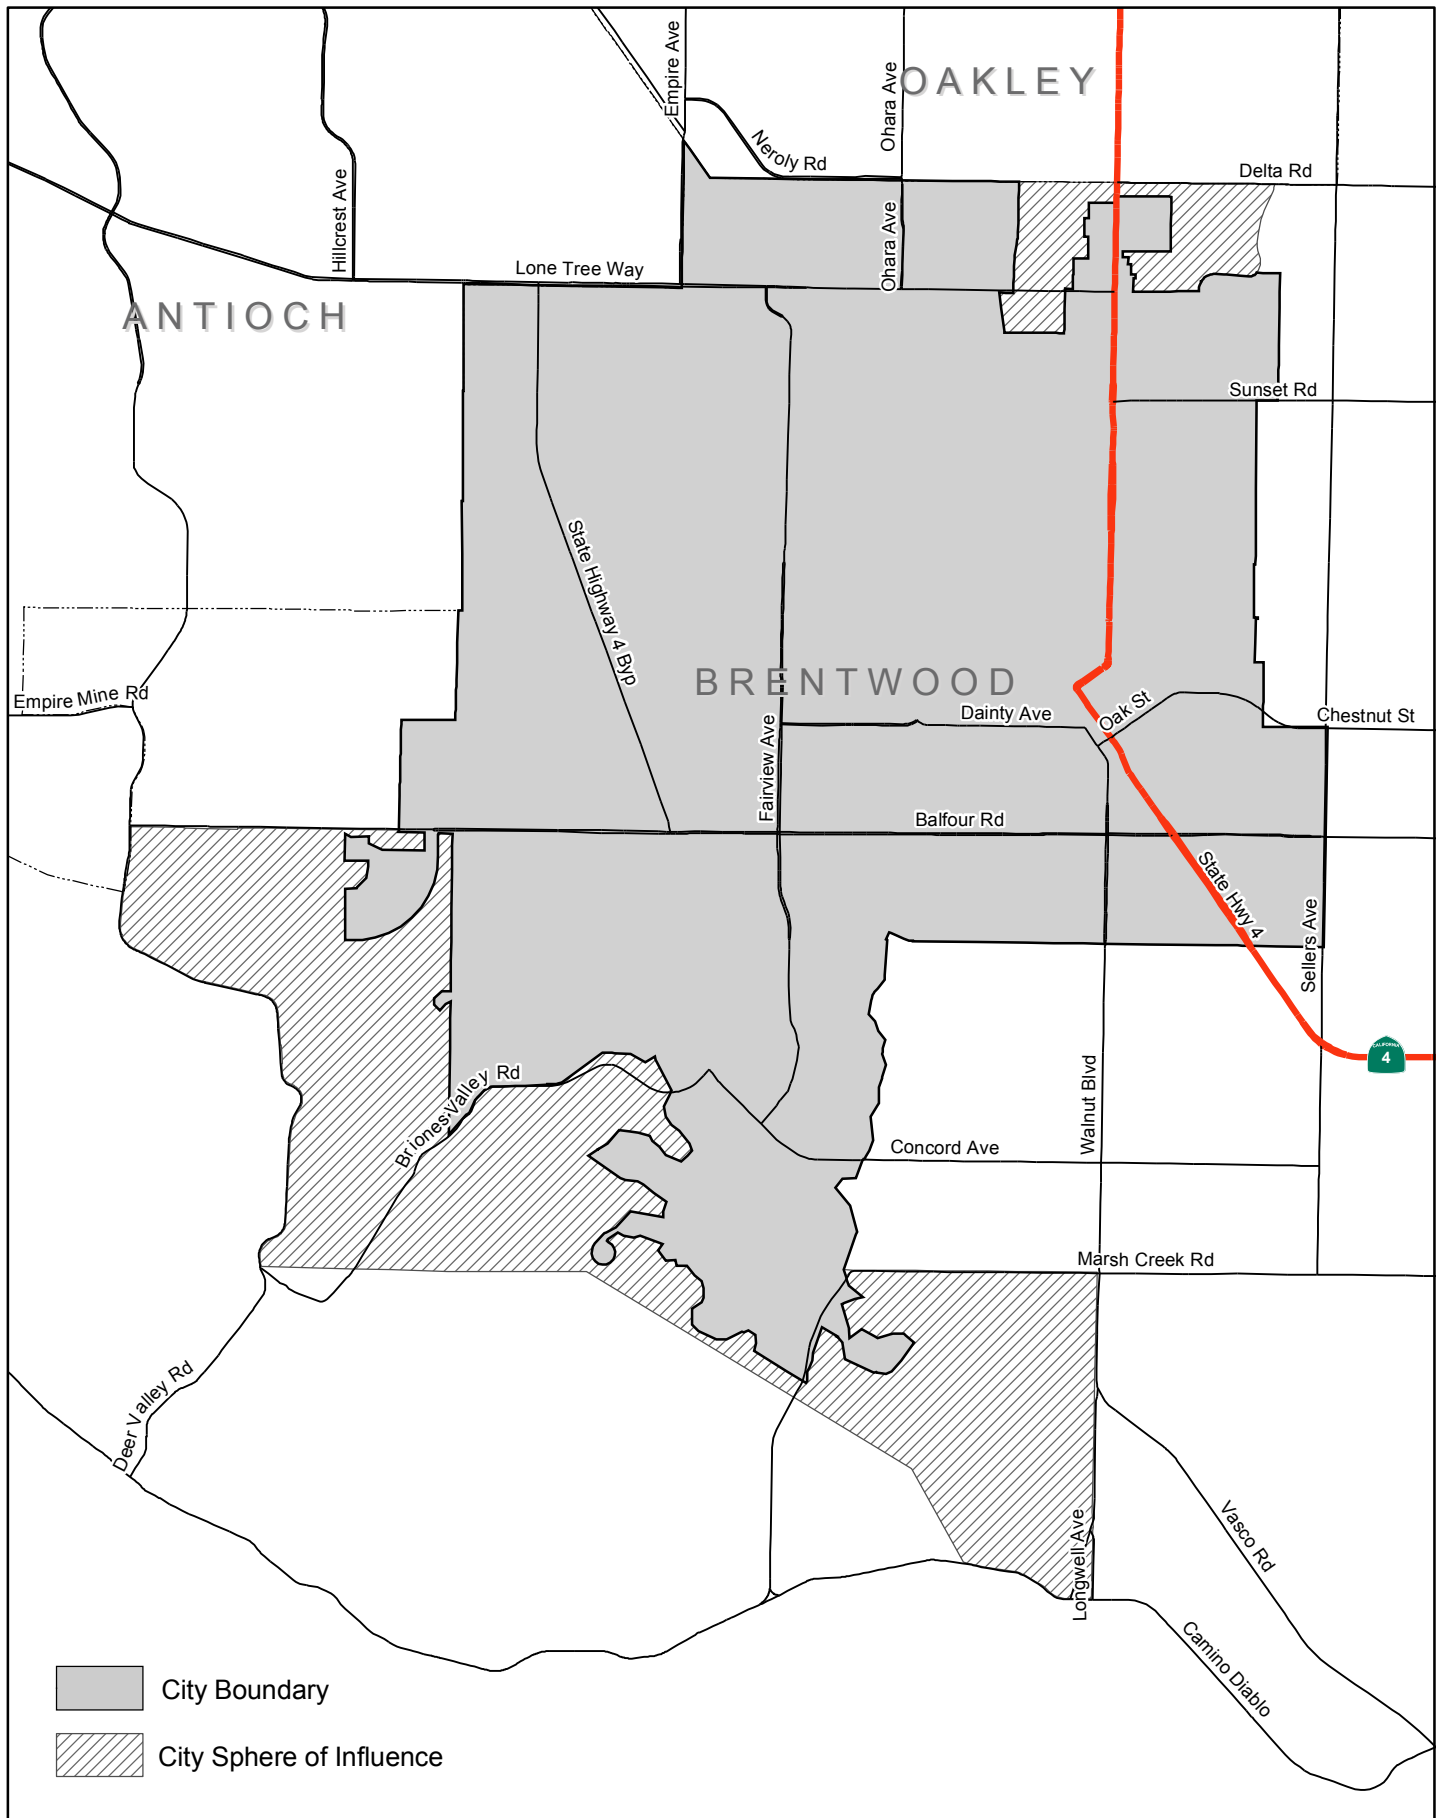 Empire Ave
Ohara Ave
OAKLEY
Neroly Rd
Delta Rd
Hillcrest Ave
Ohara Ave
Lone Tree Way
ANTIOCH
Sunset Rd
State Highway 4 Byp
BRENTWOOD
Empire Mine Rd
Dainty Ave
Oak St
Chestnut St
Fairview Ave
Balfour Rd
State Hwy 4
Sellers Ave
CALIFORNIA
4
Briones Valley Rd
Walnut Blvd
Concord Ave
Marsh Creek Rd
Deer Valley Rd
Longwell Ave
Vasco Rd
Camino Diablo
City Boundary
City Sphere of Influence